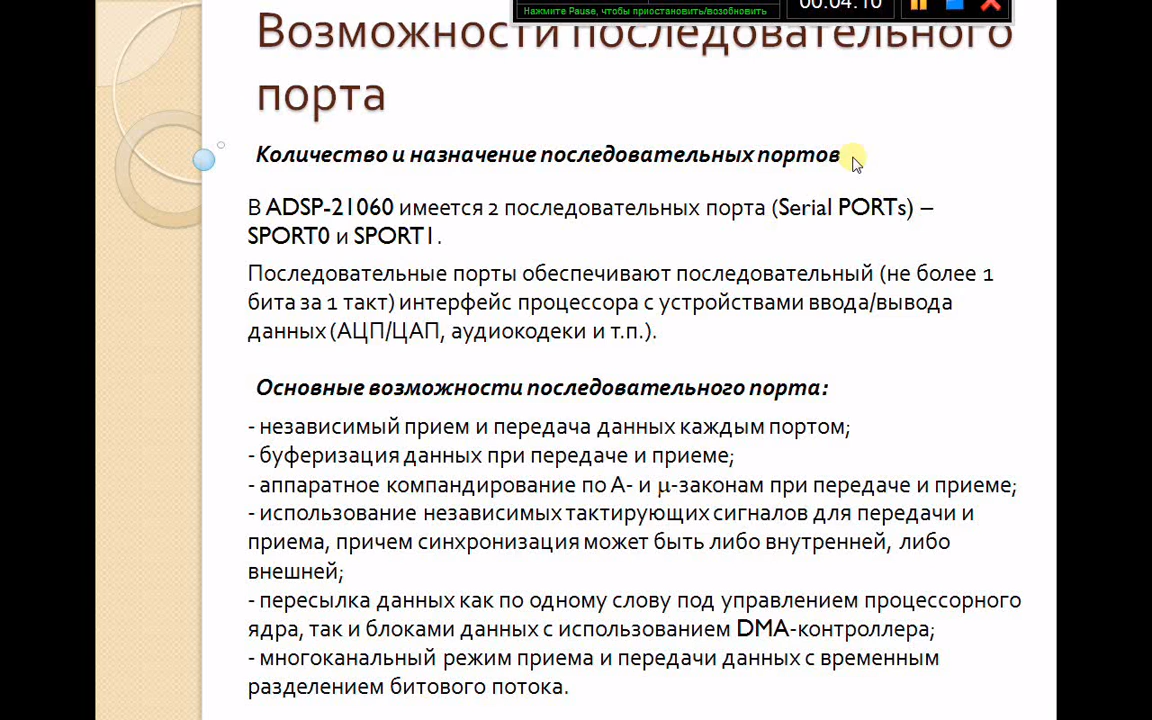 Нажмите Pause, чтобы приостановить/возобновить
00:04:10
Возможности последовательного
порта
Количество и назначение последовательных портов
В ADSP-21060 имеется 2 последовательных порта (Serial PORTs) –
SPORT0 и SPORT1.
Последовательные порты обеспечивают последовательный (не более 1
бита за 1 такт) интерфейс процессора с устройствами ввода/вывода
данных (АЦП/ЦАП, аудиокодеки и т.п.).
Основные возможности последовательного порта:
- независимый прием и передача данных каждым портом;
- буферизация данных при передаче и приеме;
- аппаратное компандирование по А- и μ-законам при передаче и приеме;
- использование независимых тактирующих сигналов для передачи и
приема, причем синхронизация может быть либо внутренней, либо
внешней;
- пересылка данных как по одному слову под управлением процессорного
ядра, так и блоками данных с использованием DMA-контроллера;
- многоканальный режим приема и передачи данных с временным
разделением битового потока.